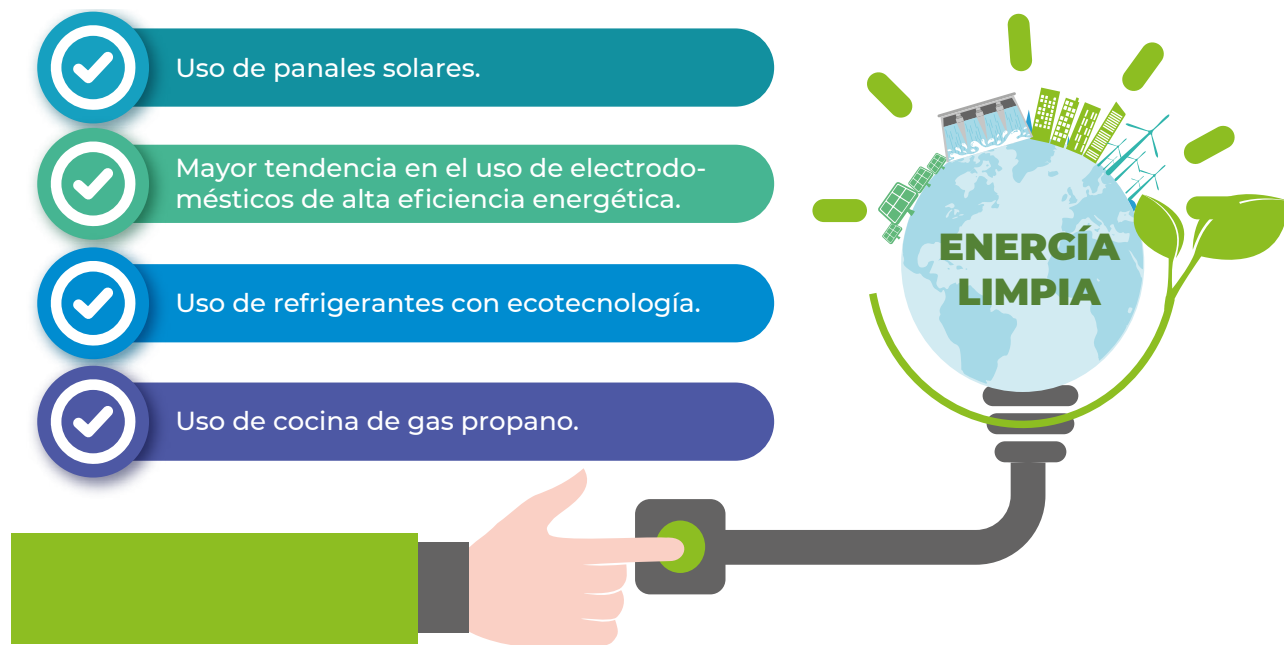 Uso de panales solares.
Mayor tendencia en el uso de electrodo-
mésticos de alta eficiencia energética.
Uso de refrigerantes con ecotecnología.
Uso de cocina de gas propano.
ENERGÍA
LIMPIA